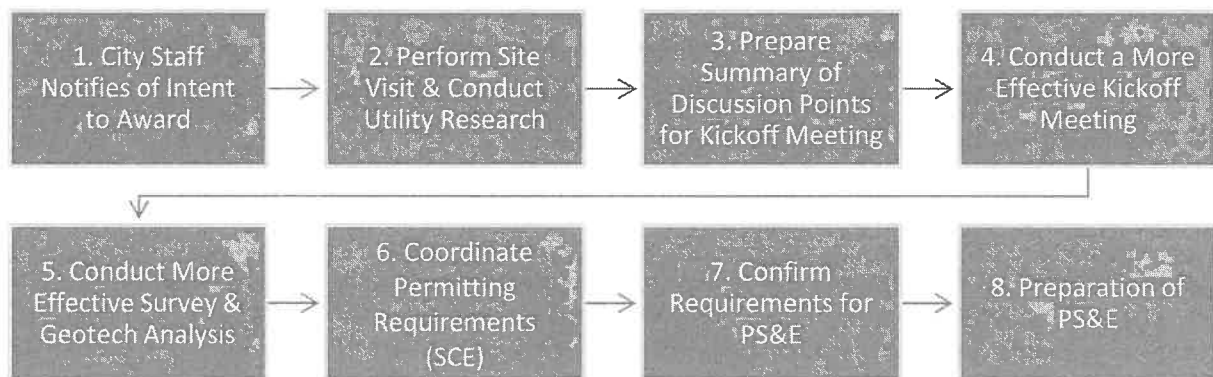 1. City Staff
Notifies of Intent
to Award
2. Perform Site
Visit & Conduct
Utility Research
3. Prepare
Summary of
Discussion Points
for Kickoff Meeting
4. Conduct a More
Effective Kickoff
Meeting
5. Conduct More
Effective Survey &
Geotech Analysis
6. Coordinate
Permitting
Requirements
(SCE)
7. Confirm
Requirements for
PS&E
8. Preparation of
PS&E